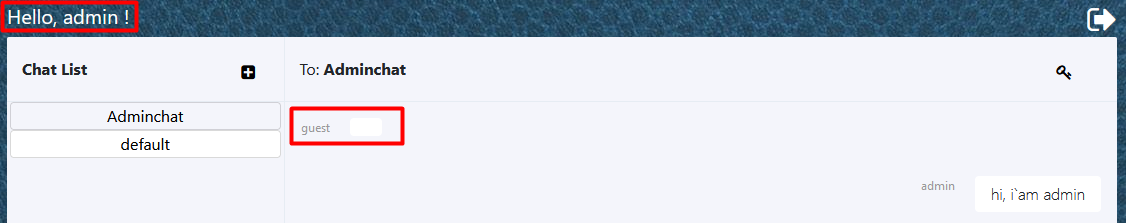 Hello, admin !
Chat List
To: Adminchat
Adminchat
default
guest
admin
hi, i`am admin